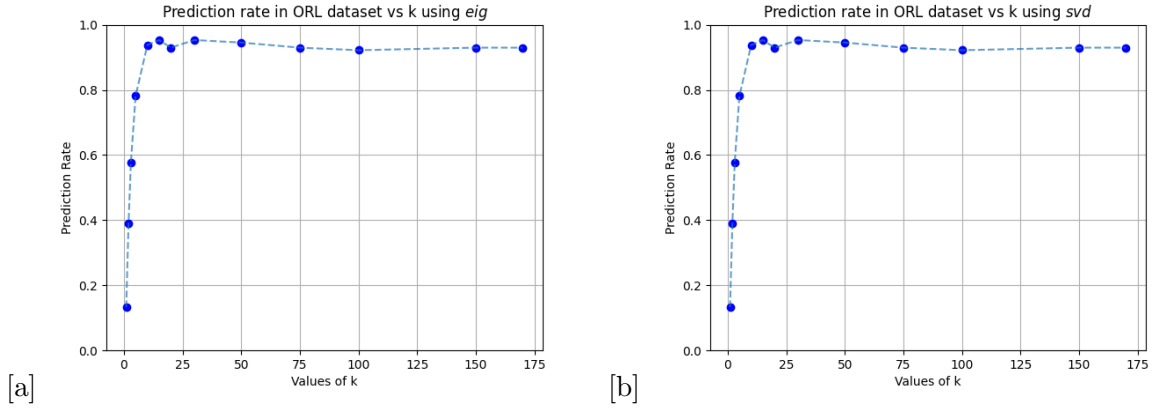 Prediction rate in ORL dataset vs k using eig
1.0
0.8
0.6
0.4
0.2
0.0
Prediction Rate
0 25 50 75 100 125 150 175
Values of k
[a]
Prediction rate in ORL dataset vs k using svd
1.0
0.8
0.6
0.4
0.2
0.0
Prediction Rate
0 25 50 75 100 125 150 175
Values of k
[b]